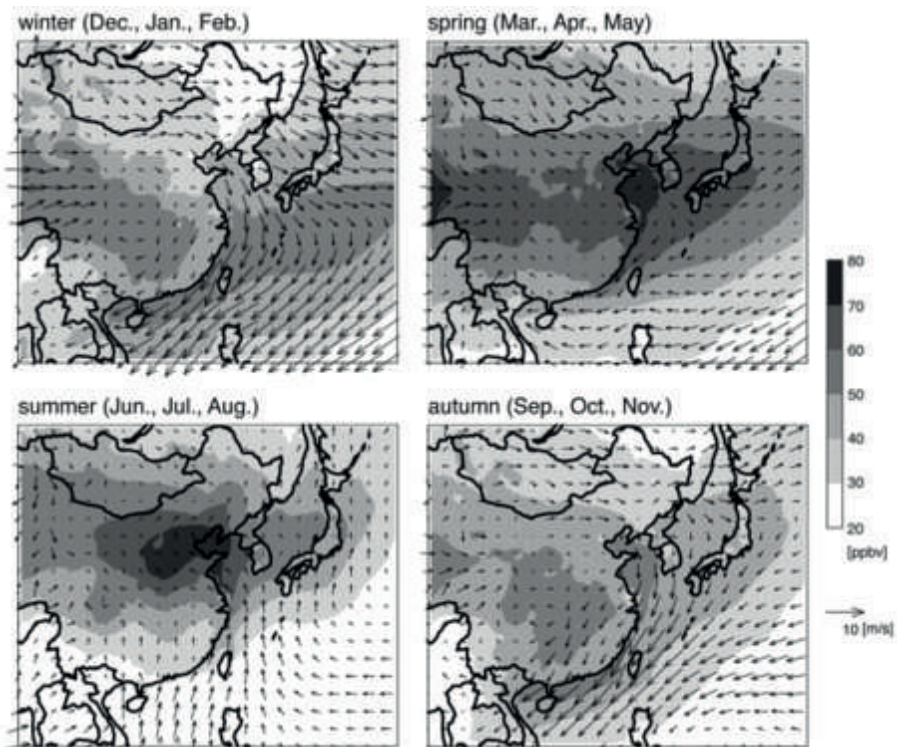 winter (Dec., Jan., Feb.)
spring (Mar., Apr., May)
summer (Jun., Jul., Aug.)
autumn (Sep., Oct., Nov.)
80
70
60
50
40
30
20
[ppbv]
10 [m/s]